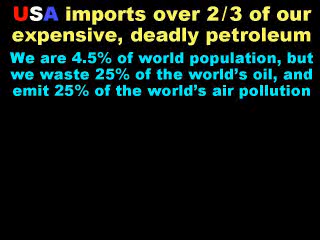 USA imports over 2/3 of our
expensive, deadly petroleum
We are 4.5% of world population, but
we waste 25% of the world's oil, and
emit 25% of the world's air pollution